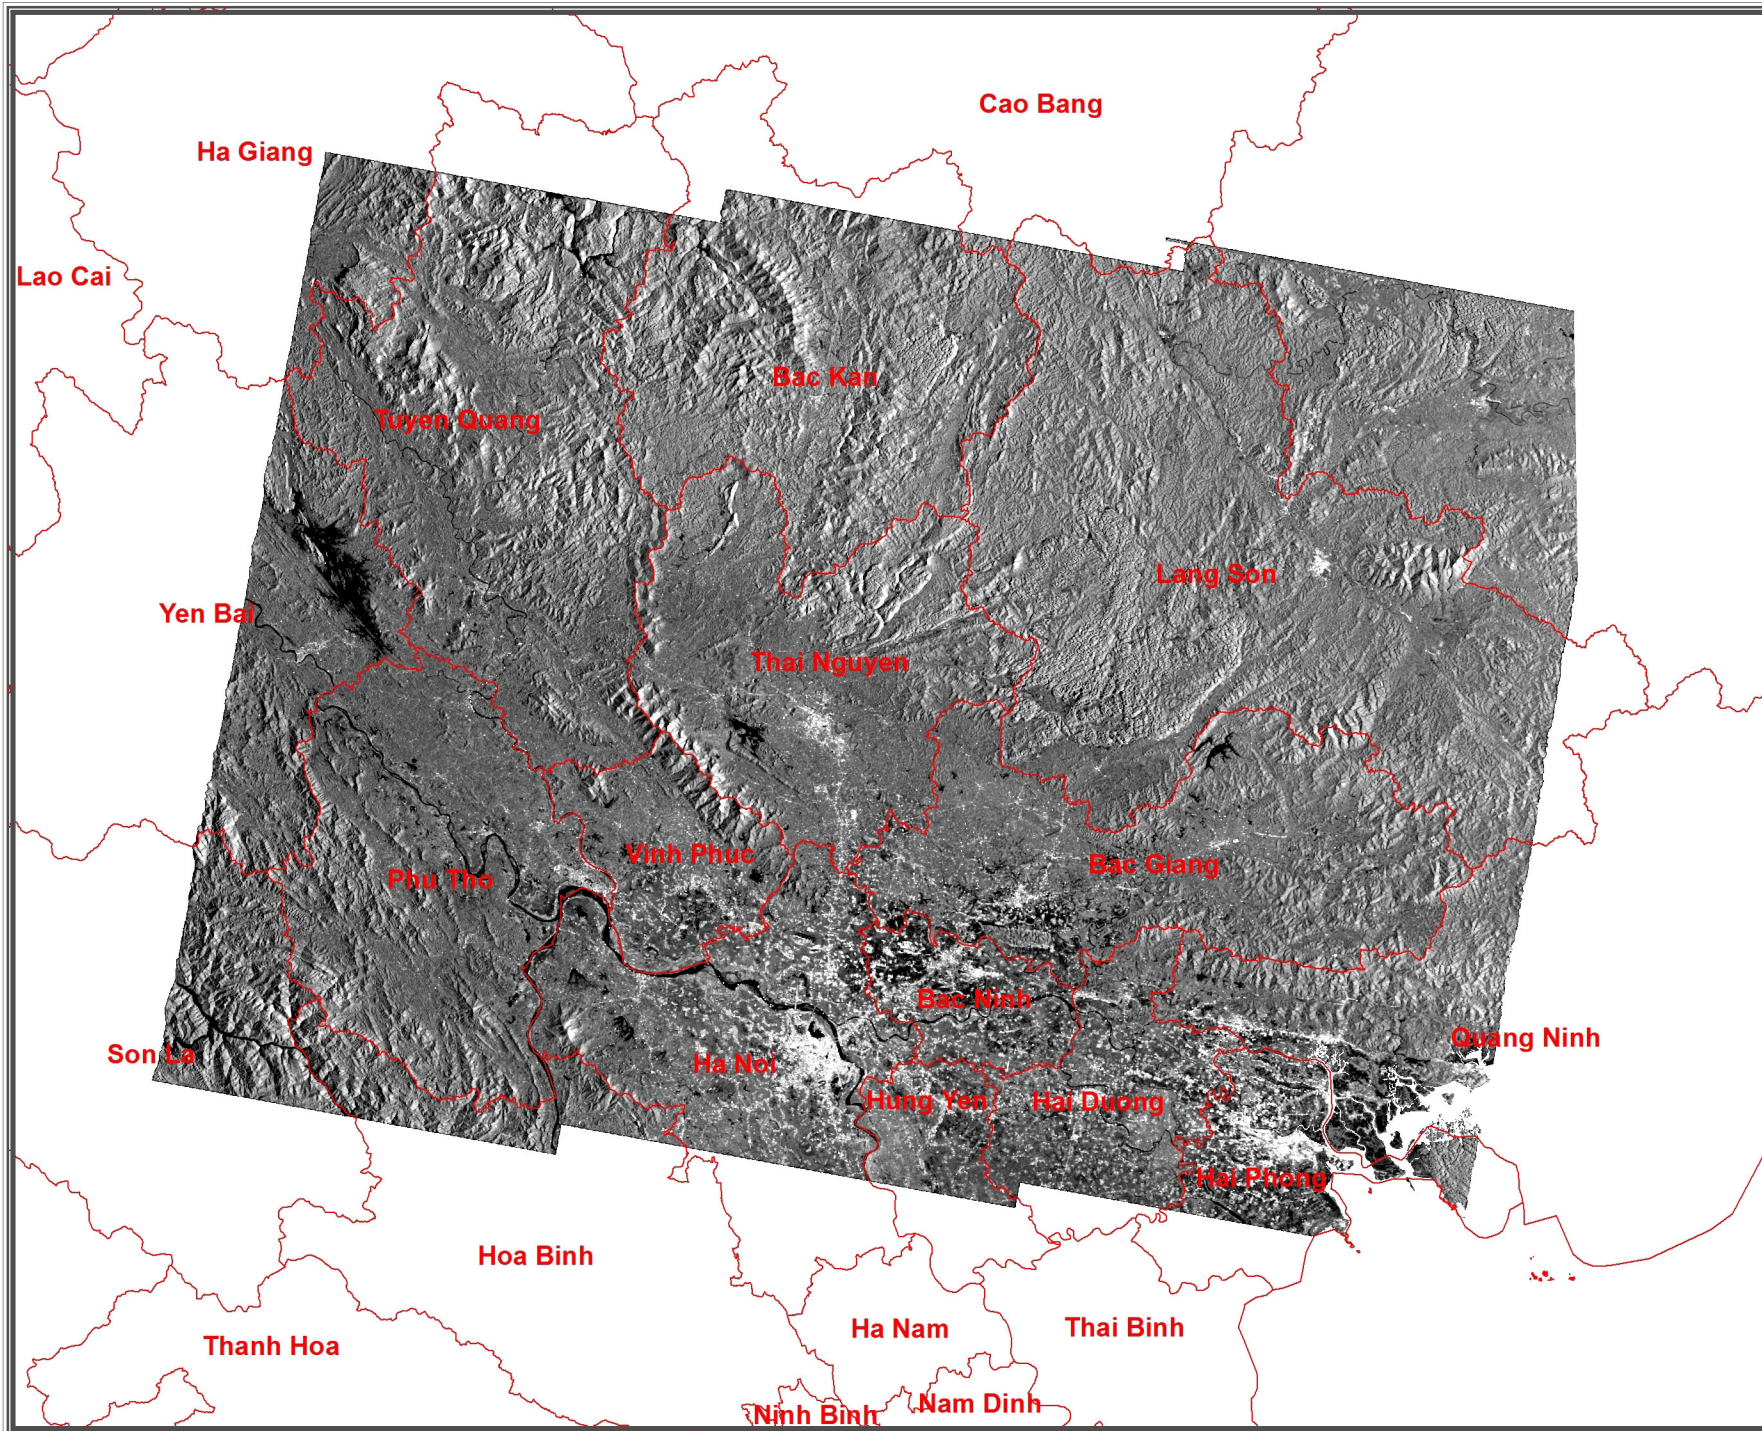 Cao Bang
Ha Giang
Lao Cai
Bac Kan
Tuyen Quang
Lang Son
Yen Bai
Thai Nguyen
Vinh Phuc
Bac Giang
Phu Tho
Bac Ninh
Quang Ninh
Son La
Ha Noi
Hung Yen
Hai Duong
Hai Phong
Hoa Binh
Ha Nam
Thai Binh
Thanh Hoa
Nam Dinh
Ninh Binh